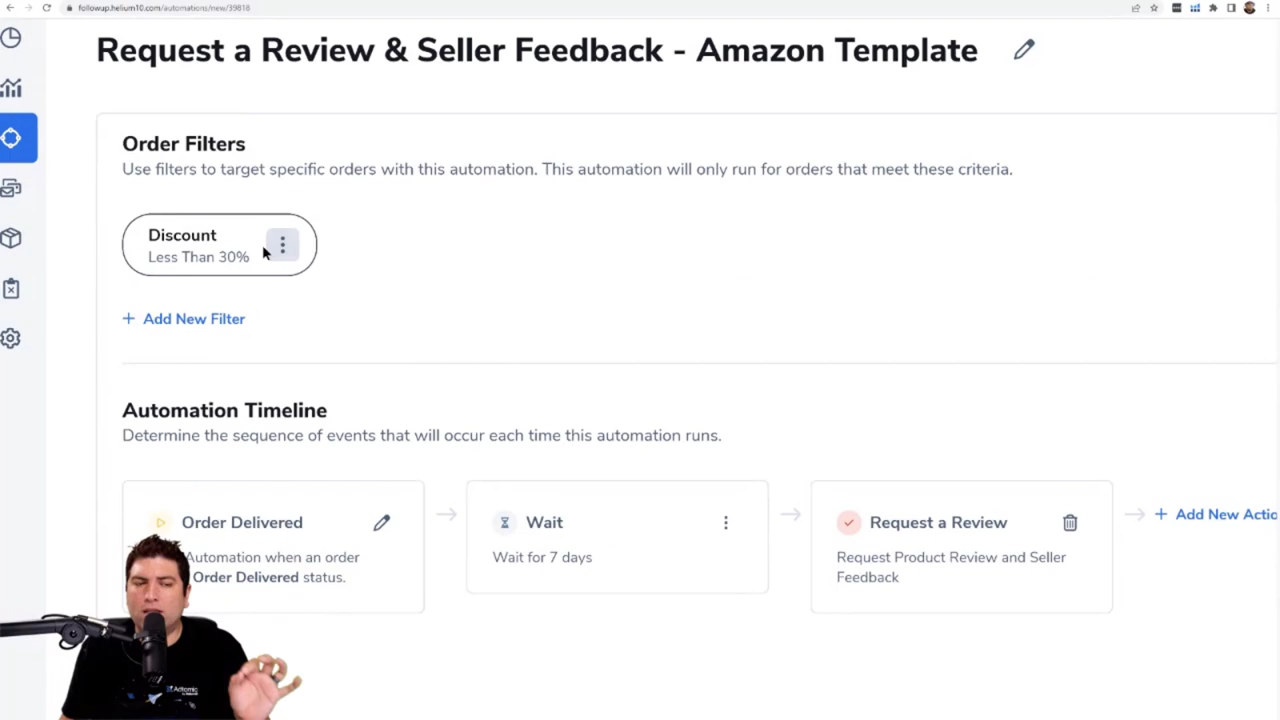 followup.helium10.com/automations/new/39818
Request a Review & Seller Feedback - Amazon Template
Order Filters
Use filters to target specific orders with this automation. This automation will only run for orders that meet these criteria.
Discount
Less Than 30%
+ Add New Filter
Automation Timeline
Determine the sequence of events that will occur each time this automation runs.
Order Delivered
Automation when an order
Order Delivered status.
Wait
Wait for 7 days
Request a Review
Request Product Review and Seller
Feedback
+ Add New Actio
Adtomic